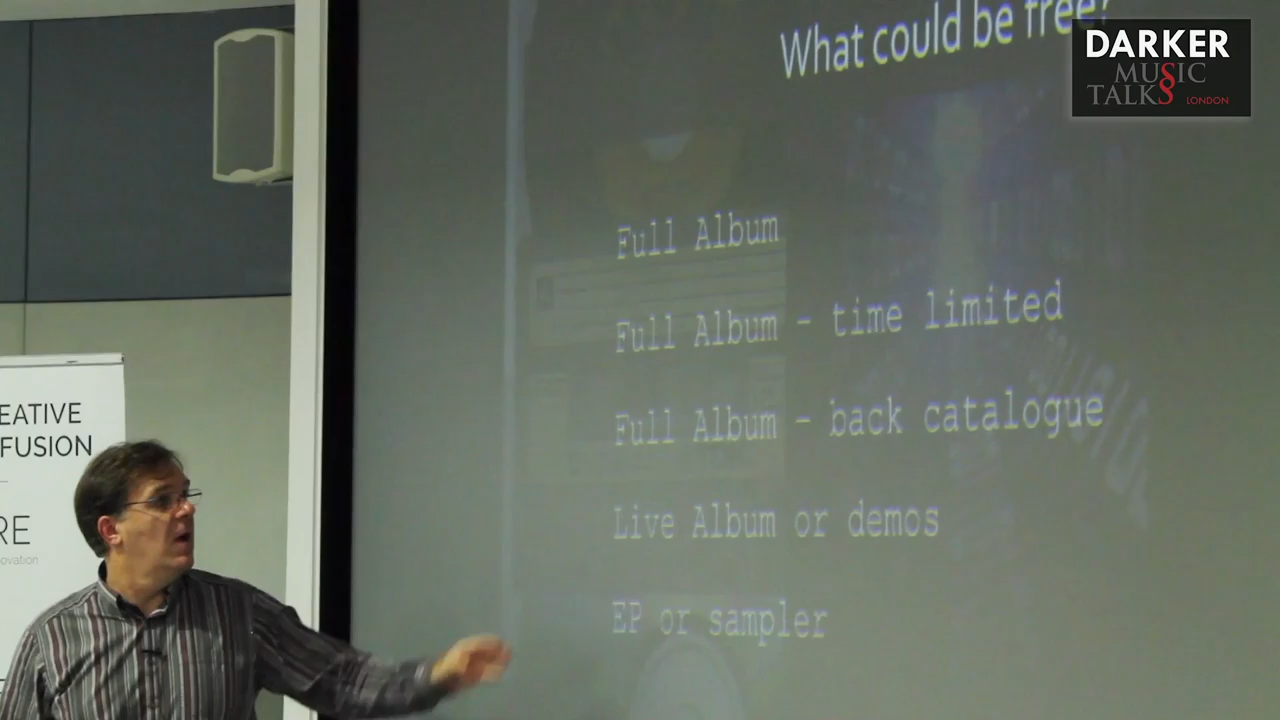 What could be free?
DARKER
MUSIC
TALKS LONDON
Full Album
Full Album - time limited
Full Album - back catalogue
Live Album or demos
EP or sampler
EATIVE
FUSION
RE
ovation